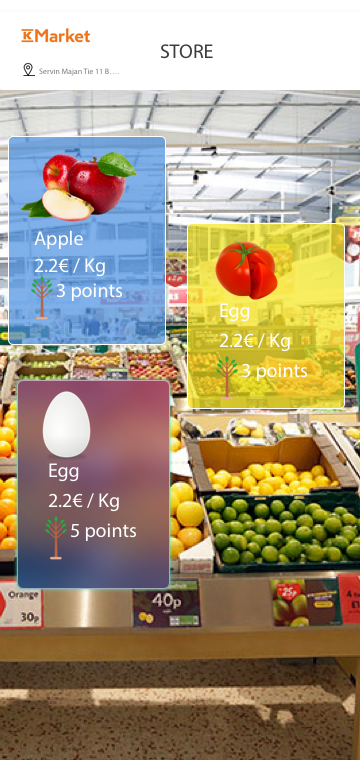 KMarket
STORE
Servin Majan Tie 11 B....
Apple
2.2€ / Kg
3 points
Egg
2.2€ / Kg
3 points
Egg
2.2€ / Kg
5 points
Orange
30p
40p
25p